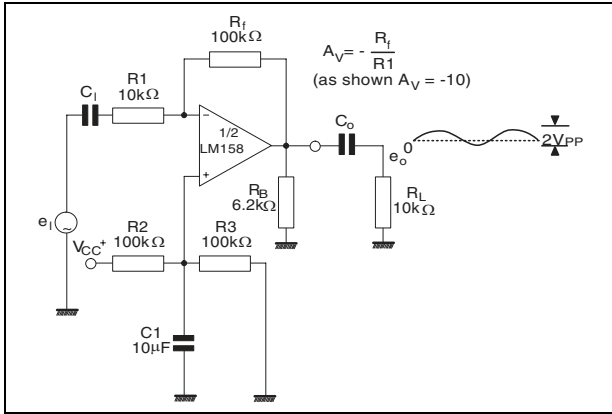 Rf
100kΩ
AV = - Rf
R1
(as shown AV = -10)
R1
10kΩ
CI
1/2
LM158
Co
0
eo
2VPP
RB
6.2kΩ
RL
10kΩ
eI
R2
100kΩ
R3
100kΩ
VCC+
C1
10µF